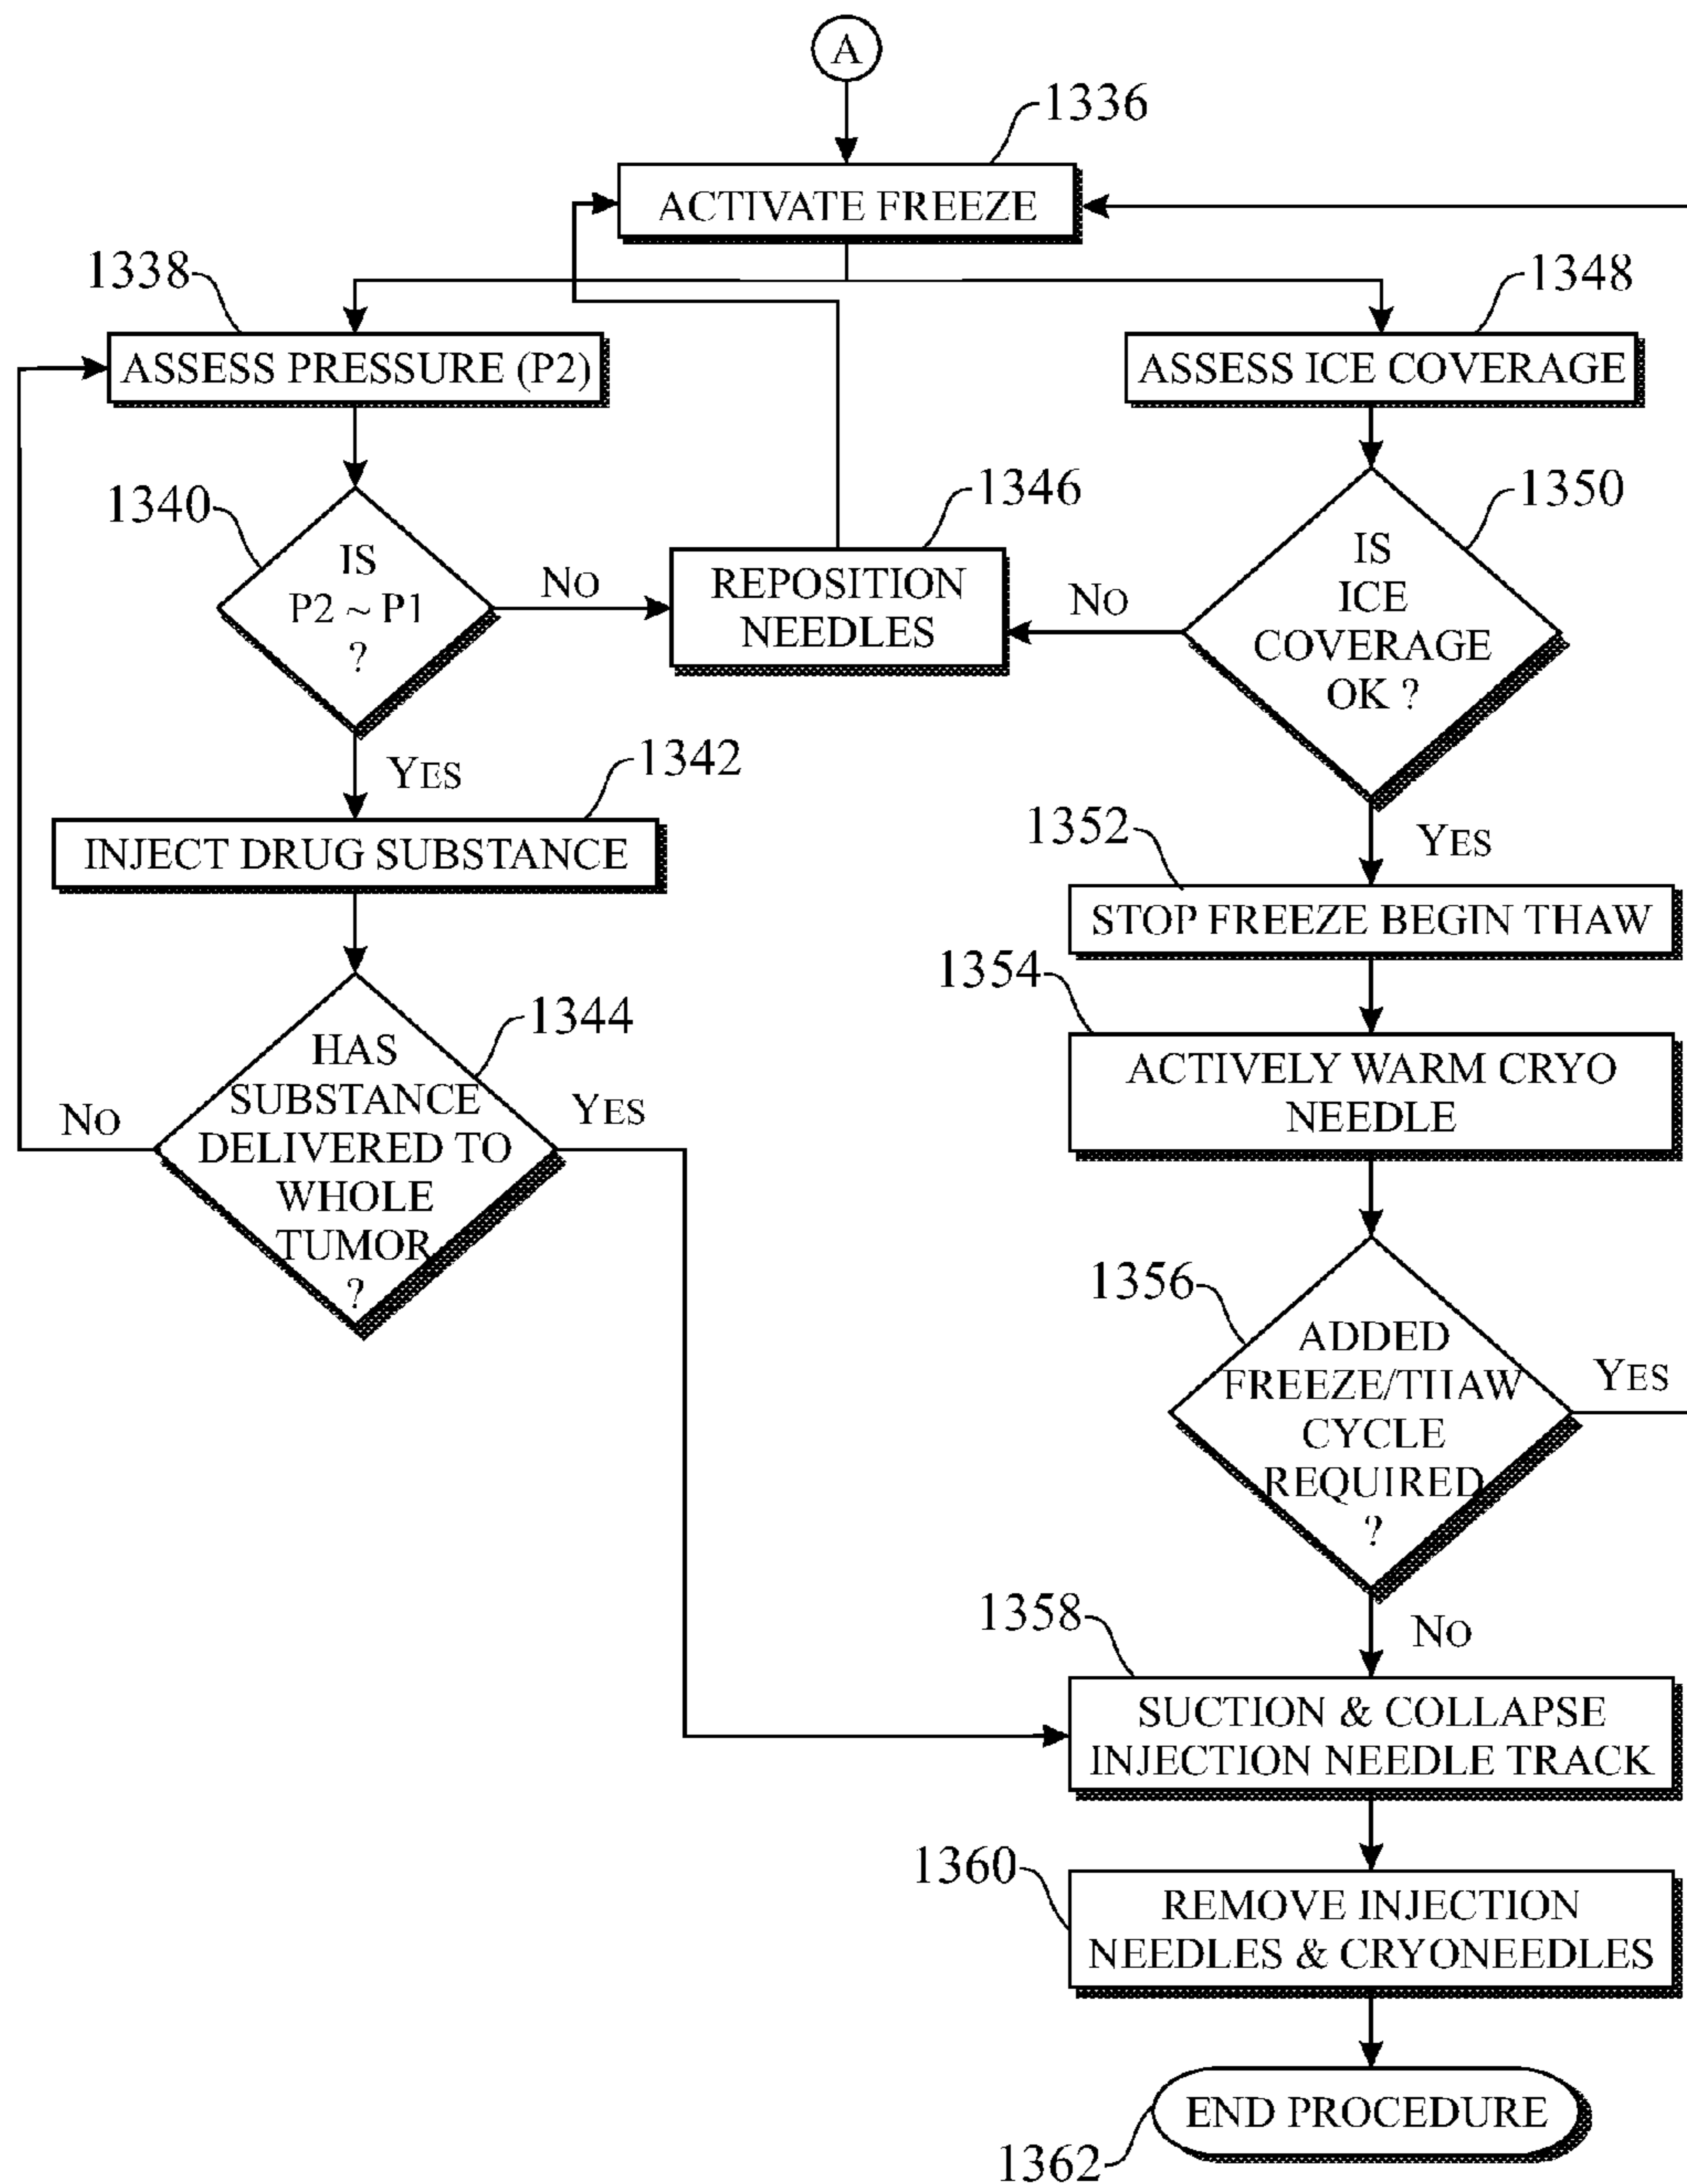 A
1336
ACTIVATE FREEZE
1338
1348
ASSESS PRESSURE (P2)
ASSESS ICE COVERAGE
1340
1346
1350
IS
P2 ~ P1
?
NO
REPOSITION
NEEDLES
NO
IS
ICE
COVERAGE
OK ?
YES
1342
INJECT DRUG SUBSTANCE
1352
YES
STOP FREEZE BEGIN THAW
1354
1344
HAS
SUBSTANCE
DELIVERED TO
WHOLE
TUMOR
?
NO
YES
ACTIVELY WARM CRYO
NEEDLE
1356
ADDED
FREEZE/THAW
CYCLE
REQUIRED
?
YES
1358
NO
SUCTION & COLLAPSE
INJECTION NEEDLE TRACK
1360
REMOVE INJECTION
NEEDLES & CRYONEEDLES
END PROCEDURE
1362